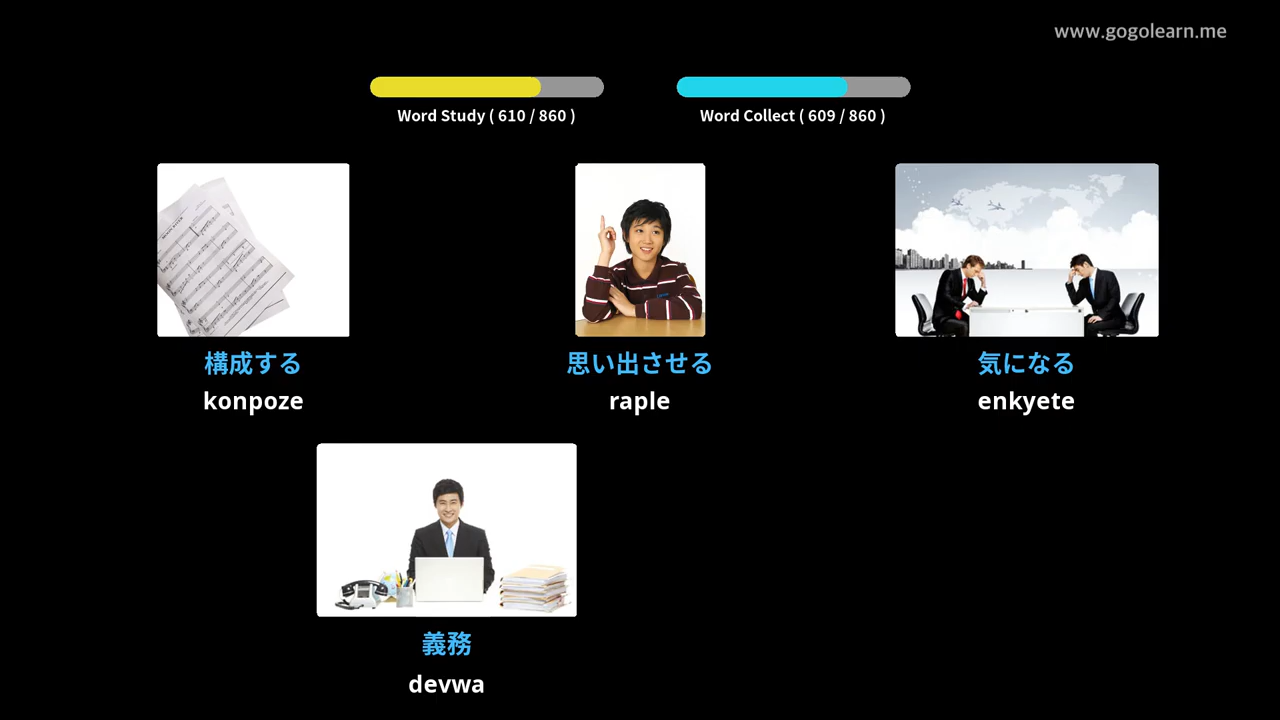 www.gogolearn.me
Word Study ( 610 / 860 )
Word Collect ( 609 / 860 )
構成する
konpoze
思い出させる
raple
気になる
enkyete
義務
devwa